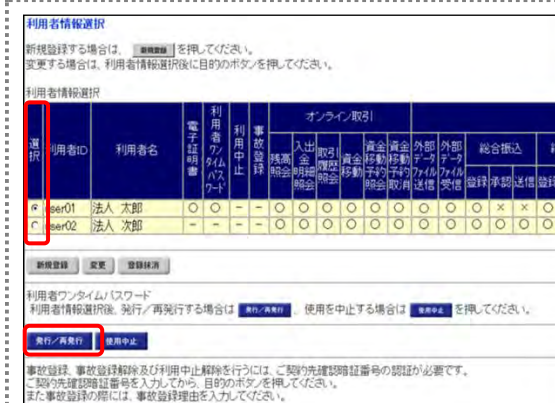 利用者情報選択
新規登録する場合は、 新規登録 を押してください。
変更する場合は、利用者情報選択後に目的のボタンを押してください。
利用者情報選択
選択 利用者ID 利用者名 電子証明書 利用者ワンタイムパスワード 利用中止 事故登録 オンライン取引
残高照会 入出金明細照会 取引履歴照会 資金移動 資金移動予約照会 資金移動予約取消 外部データファイル送信 外部データファイル受信 総合振込
登録 承認 送信 登録
user01 法人 太郎 ○ ○ － － ○ ○ ○ ○ ○ ○ ○ ○ ○ × × ○
user02 法人 次郎 － － － － ○ ○ ○ ○ ○ ○ ○ ○ ○ ○ ○ ○
新規登録 変更 登録抹消
利用者ワンタイムパスワード
利用者情報選択後、発行/再発行する場合は 発行/再発行 、使用を中止する場合は 使用中止 を押してください。
発行/再発行 使用中止
事故登録、事故登録解除及び利用中止解除を行うには、ご契約先確認暗証番号の認証が必要です。
ご契約先確認暗証番号を入力してから、目的のボタンを押してください。
また事故登録の際には、事故登録理由を入力してください。